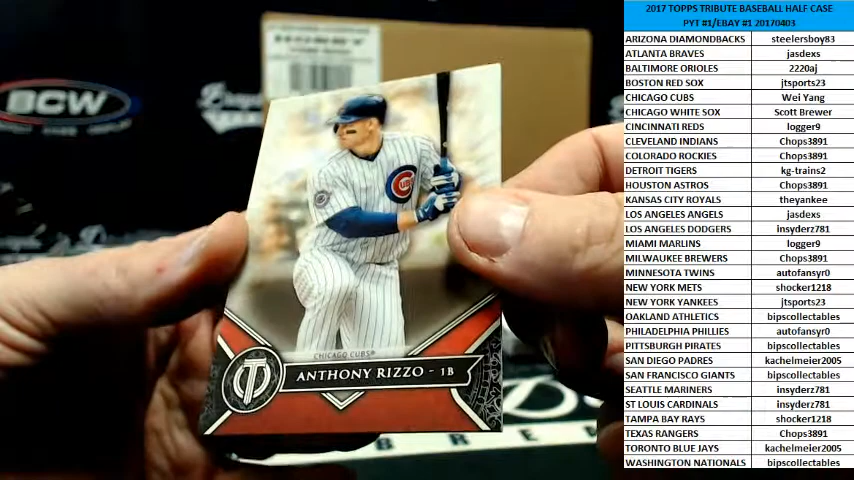 2017 TOPPS TRIBUTE BASEBALL HALF CASE
PYT #1/EBAY #1 20170403
ARIZONA DIAMONDBACKS steelersboy83
ATLANTA BRAVES jasdexs
BALTIMORE ORIOLES 2220aj
BOSTON RED SOX jtsports23
CHICAGO CUBS Wei Yang
CHICAGO WHITE SOX Scott Brewer
CINCINNATI REDS logger9
CLEVELAND INDIANS Chops3891
COLORADO ROCKIES Chops3891
DETROIT TIGERS kg-trains2
HOUSTON ASTROS Chops3891
KANSAS CITY ROYALS theyankee
LOS ANGELES ANGELS jasdexs
LOS ANGELES DODGERS insyderz781
MIAMI MARLINS logger9
MILWAUKEE BREWERS Chops3891
MINNESOTA TWINS autofansyr0
NEW YORK METS shocker1218
NEW YORK YANKEES jtsports23
OAKLAND ATHLETICS bipscollectables
PHILADELPHIA PHILLIES autofansyr0
PITTSBURGH PIRATES bipscollectables
SAN DIEGO PADRES kachelmeier2005
SAN FRANCISCO GIANTS bipscollectables
SEATTLE MARINERS insyderz781
ST LOUIS CARDINALS insyderz781
TAMPA BAY RAYS shocker1218
TEXAS RANGERS Chops3891
TORONTO BLUE JAYS kachelmeier2005
WASHINGTON NATIONALS bipscollectables
BCW
CHICAGO CUBS®
ANTHONY RIZZO - 1B